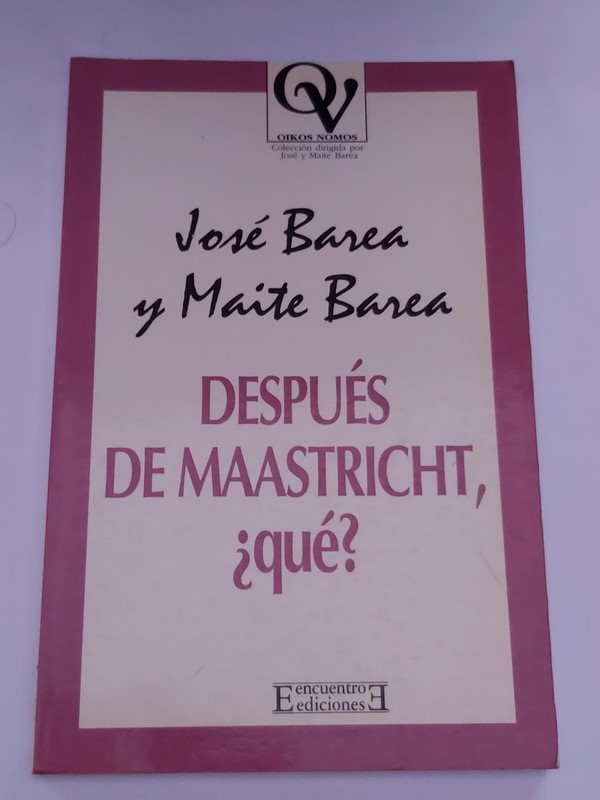 OV
OIKOS NOMOS
Colección dirigida por
José y Maite Barea
José Barea
y Maite Barea
DESPUÉS
DE MAASTRICHT,
¿qué?
E encuentro
ediciones E